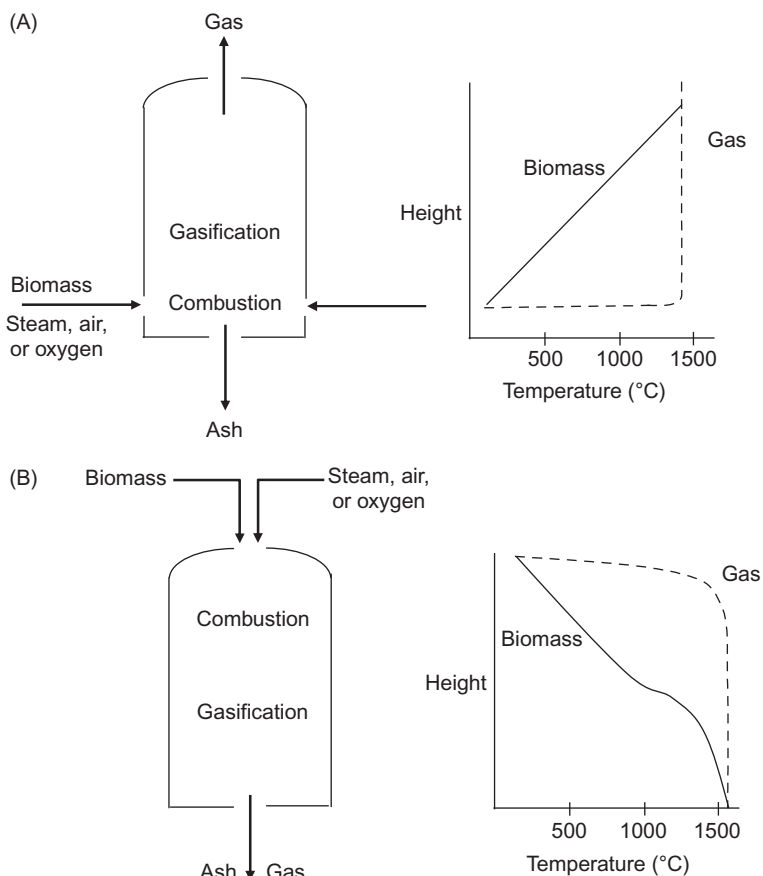 (A)
Gas
Gasification
Biomass
Combustion
Steam, air,
or oxygen
Ash
Gas
Biomass
Height
500
1000
1500
Temperature (°C)
(B)
Biomass
Steam, air,
or oxygen
Combustion
Gasification
Ash
Gas
Gas
Biomass
Height
500
1000
1500
Temperature (°C)